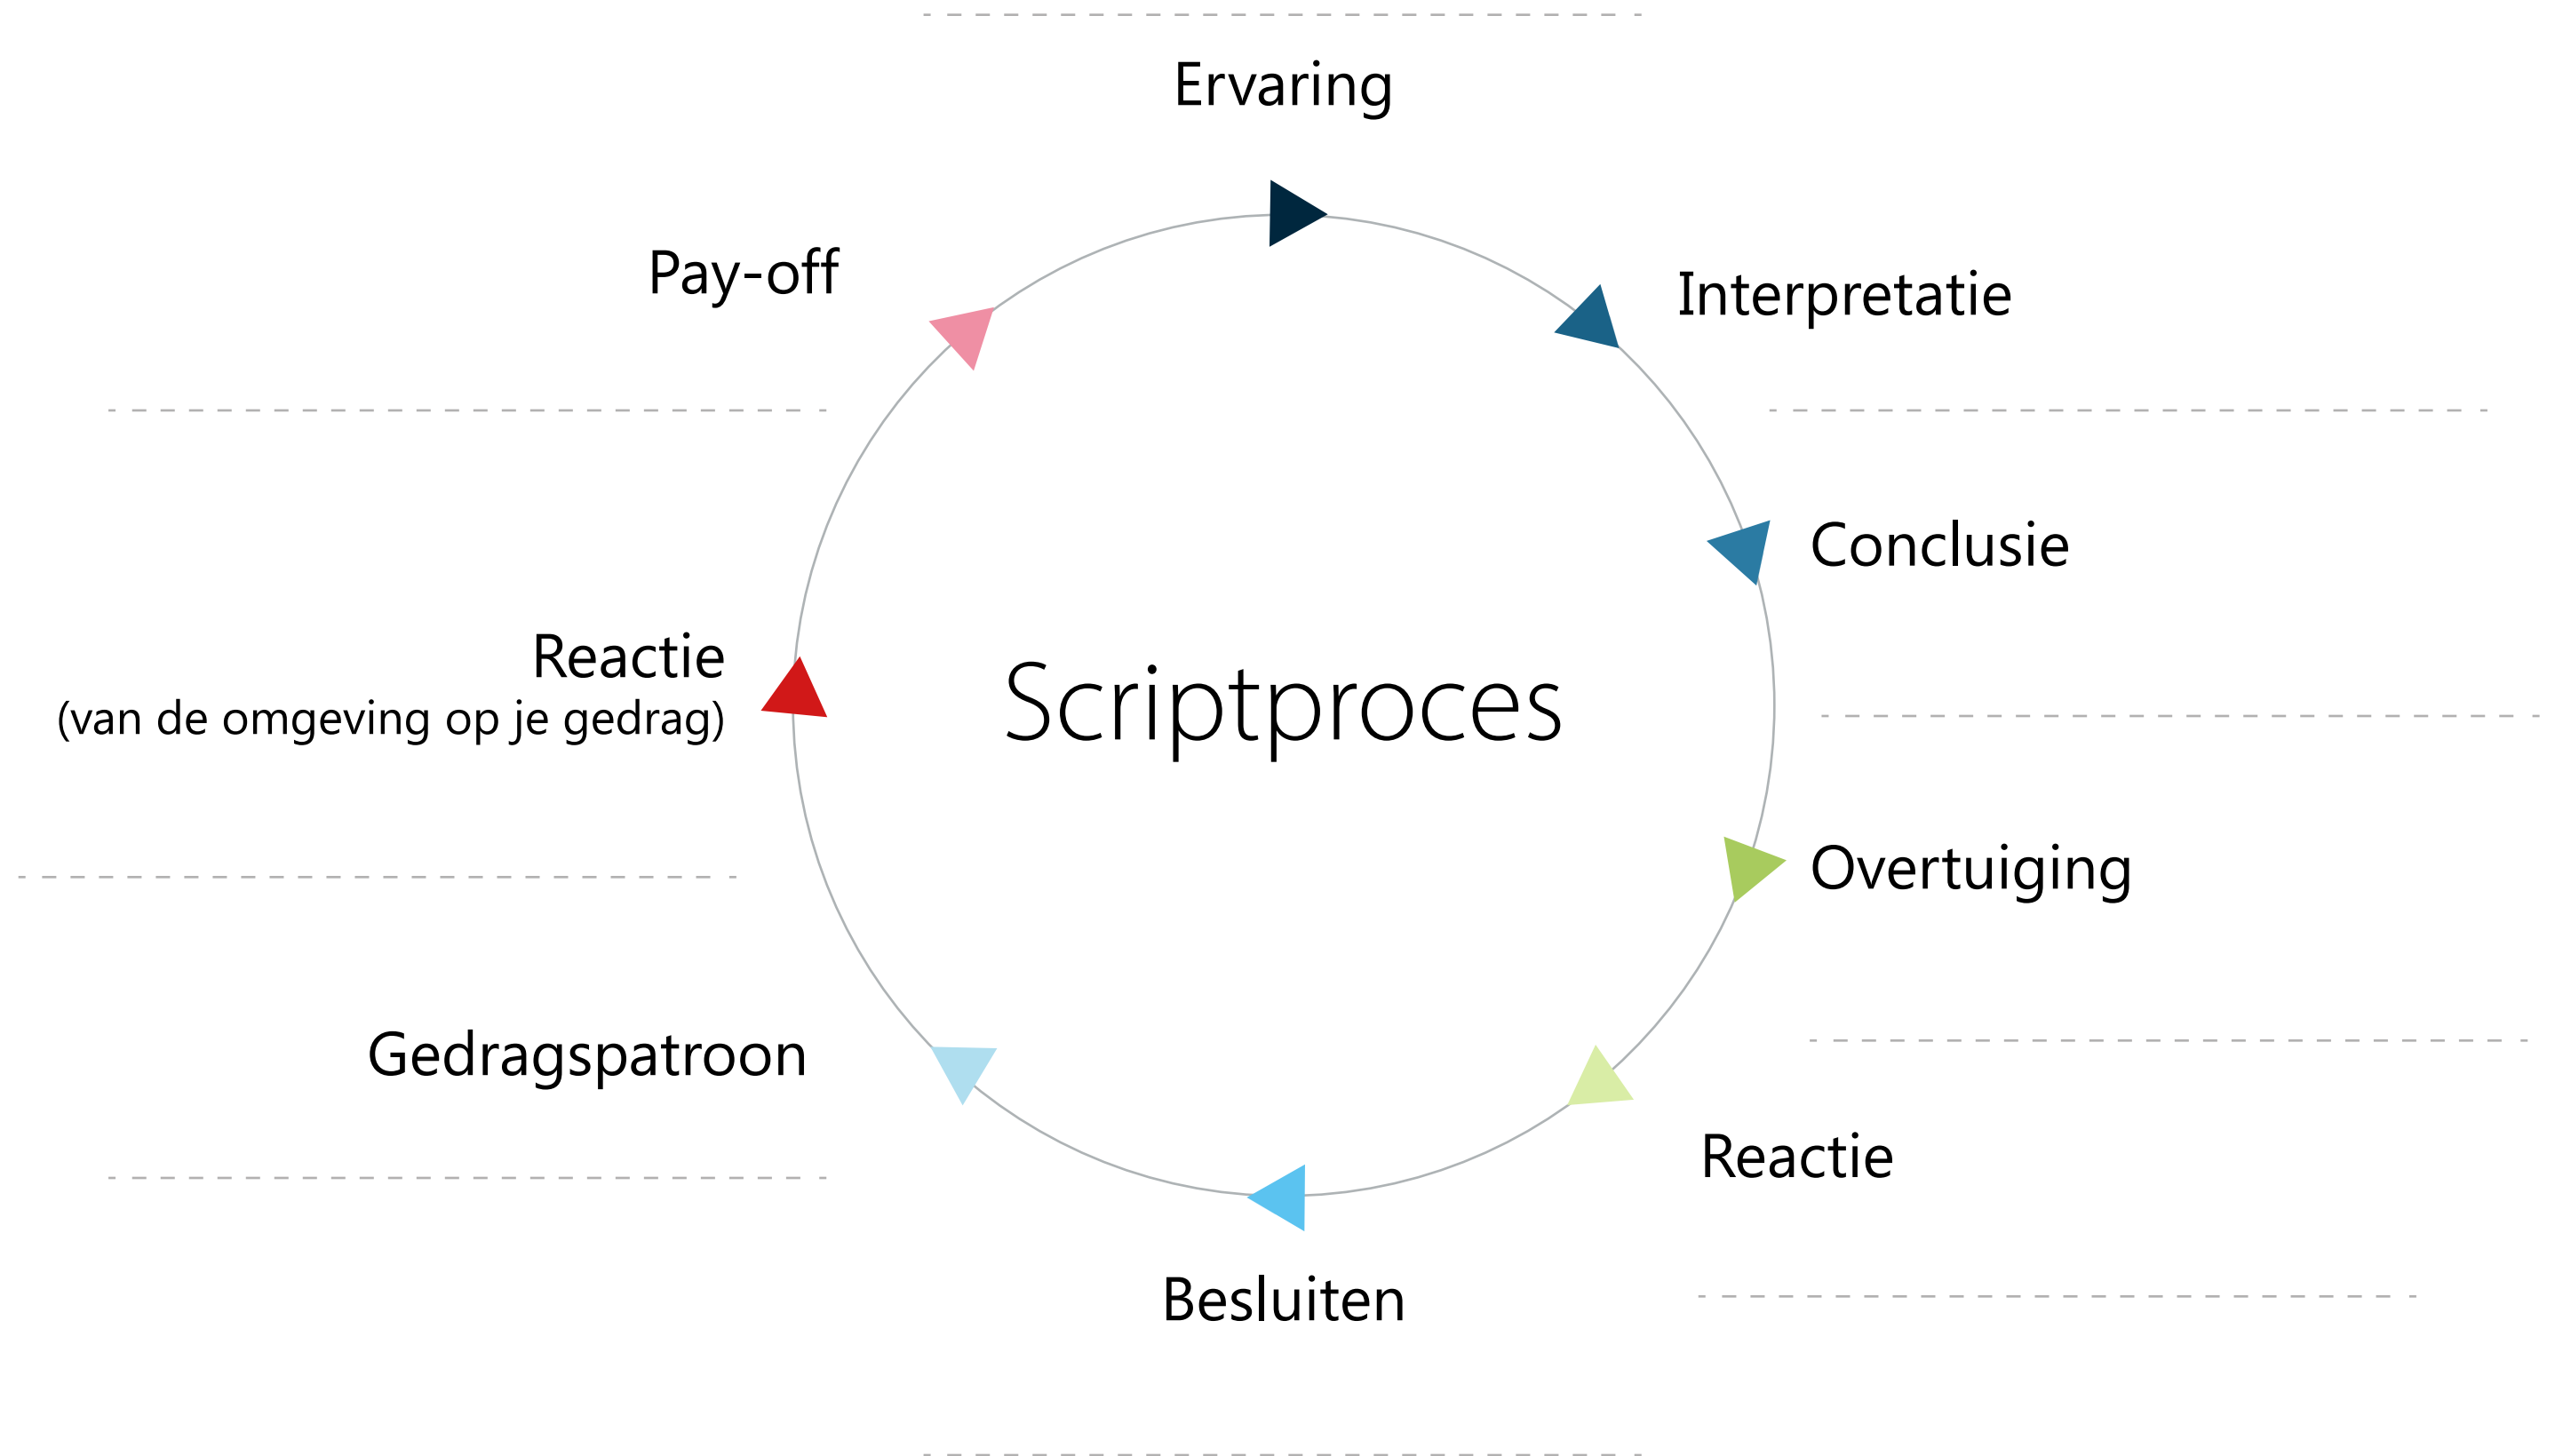 Ervaring
Interpretatie
Conclusie
Overtuiging
Reactie
Besluiten
Gedragspatroon
Reactie
(van de omgeving op je gedrag)
Pay-off
Scriptproces